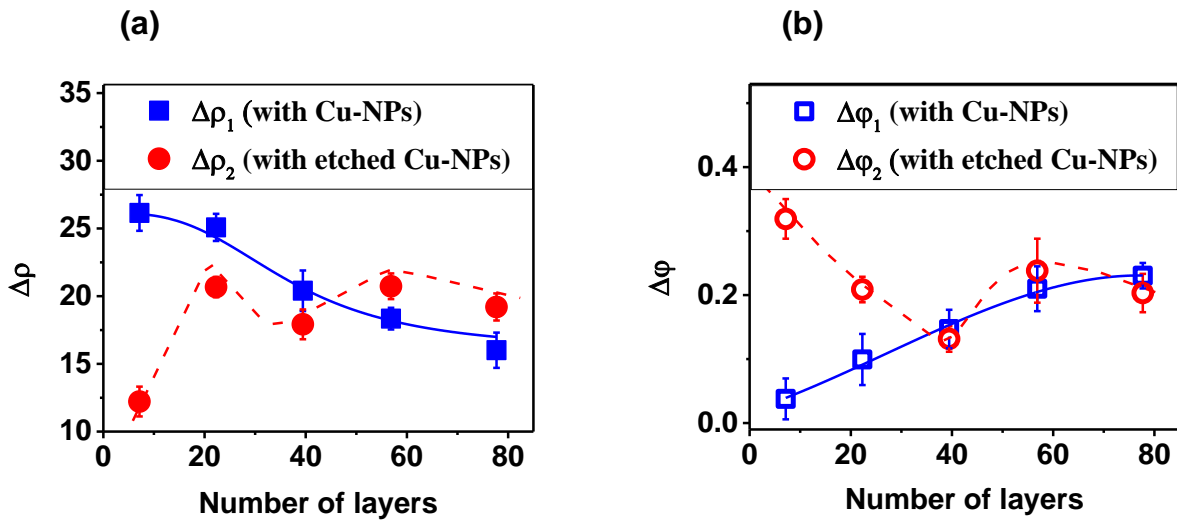 (a)
Δρ
35
30
25
20
15
10
Δρ₁ (with Cu-NPs)
Δρ₂ (with etched Cu-NPs)
0 20 40 60 80
Number of layers
(b)
Δφ
0.4
0.2
0.0
Δφ₁ (with Cu-NPs)
Δφ₂ (with etched Cu-NPs)
0 20 40 60 80
Number of layers